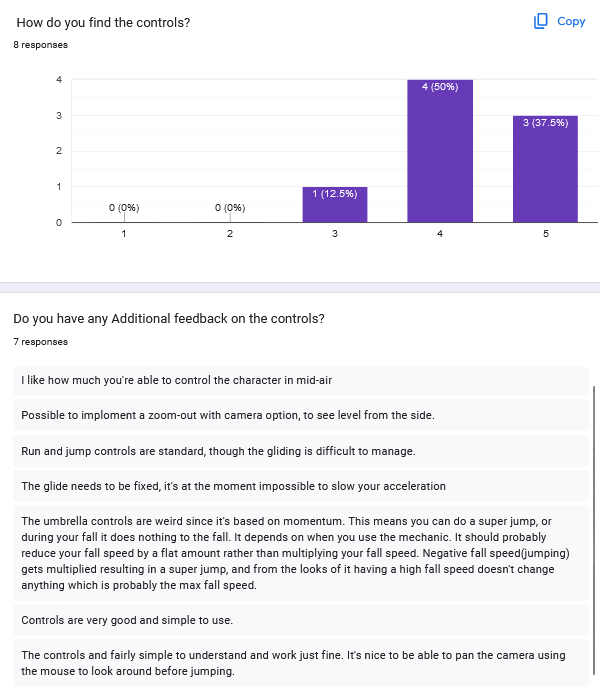 How do you find the controls?
Copy
8 responses
4
3
2
1
0
0 (0%)
0 (0%)
1 (12.5%)
4 (50%)
3 (37.5%)
1
2
3
4
5
Do you have any Additional feedback on the controls?
7 responses
I like how much you're able to control the character in mid-air
Possible to imploment a zoom-out with camera option, to see level from the side.
Run and jump controls are standard, though the gliding is difficult to manage.
The glide needs to be fixed, it's at the moment impossible to slow your acceleration
The umbrella controls are weird since it's based on momentum. This means you can do a super jump, or
during your fall it does nothing to the fall. It depends on when you use the mechanic. It should probably
reduce your fall speed by a flat amount rather than multiplying your fall speed. Negative fall speed(jumping)
gets multiplied resulting in a super jump, and from the looks of it having a high fall speed doesn't change
anything which is probably the max fall speed.
Controls are very good and simple to use.
The controls and fairly simple to understand and work just fine. It's nice to be able to pan the camera using
the mouse to look around before jumping.